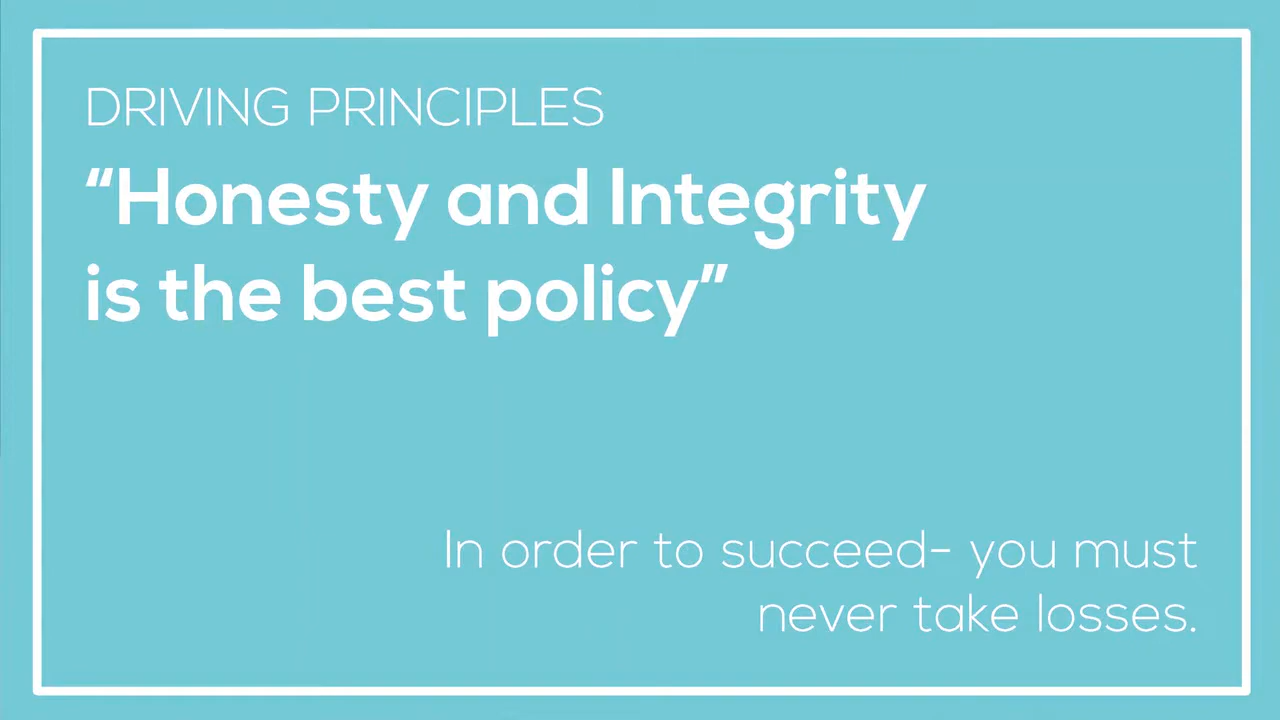 DRIVING PRINCIPLES
“Honesty and Integrity
is the best policy”
In order to succeed- you must
never take losses.